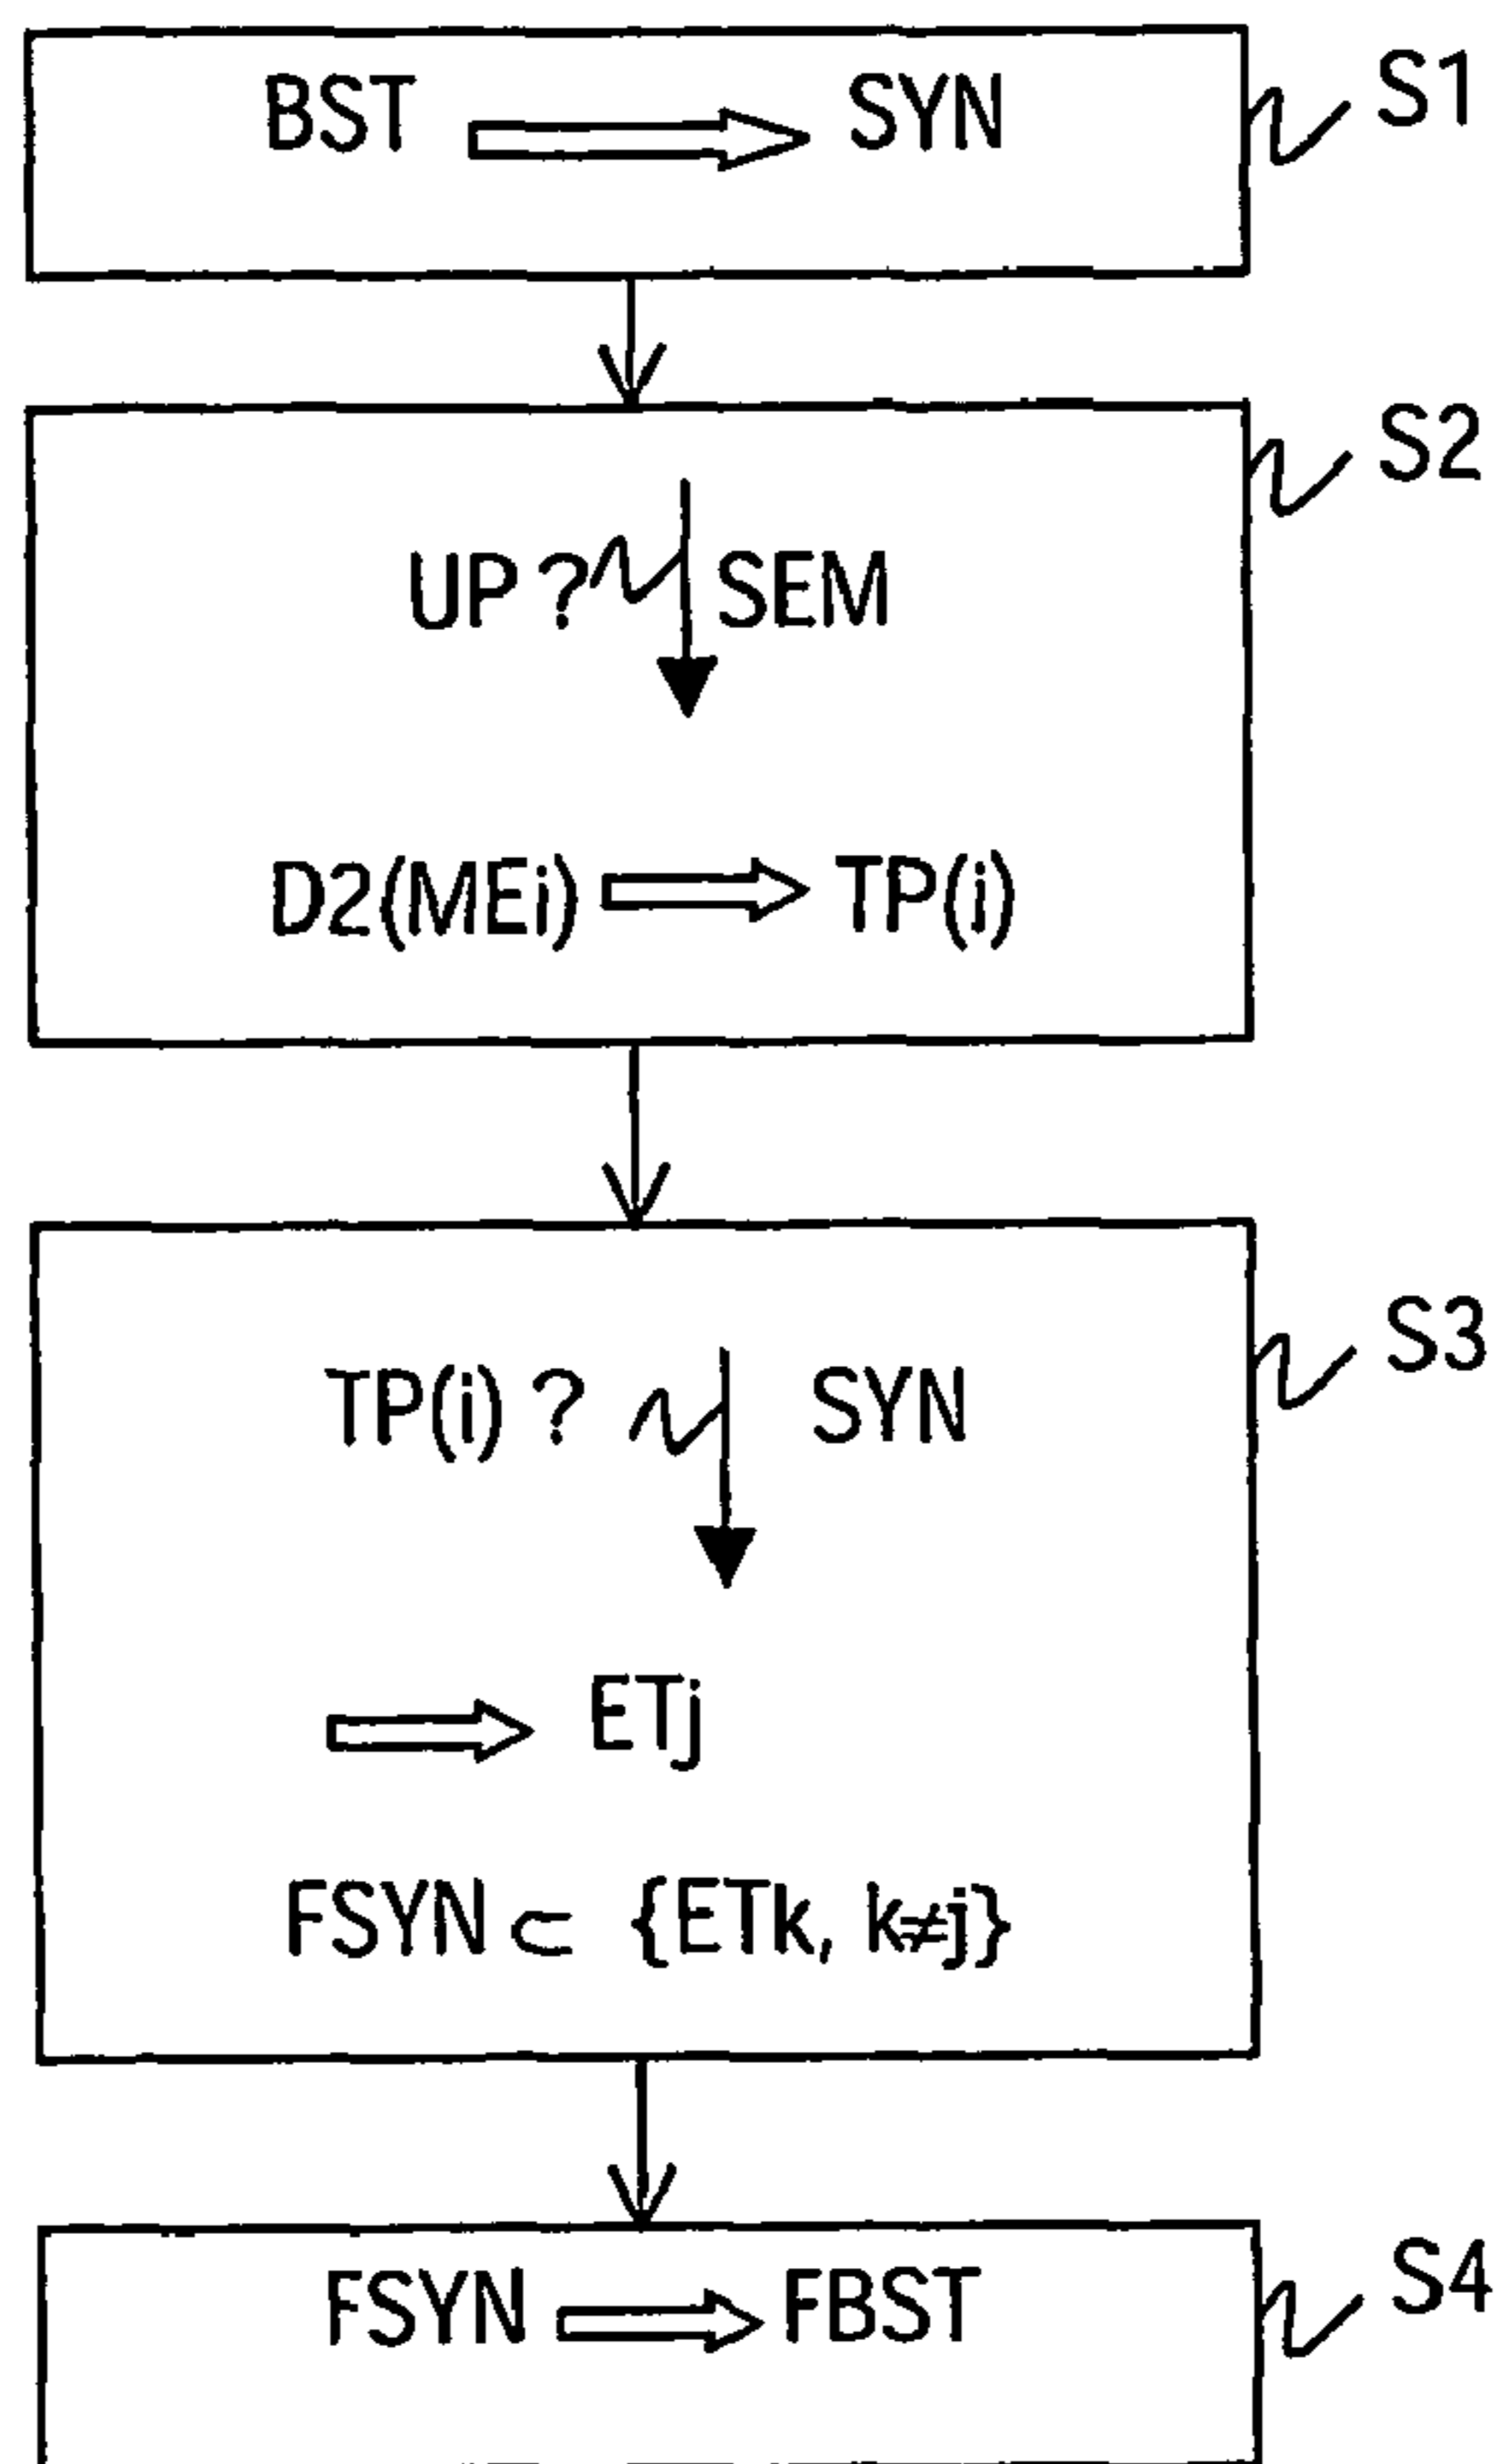 BST SYN S1
S2
UP ? SEM
D2(MEi) TP(i)
S3
TP(i) ? SYN
ETj
FSYN ⊂ {ETk, k≠j}
S4
FSYN FBST